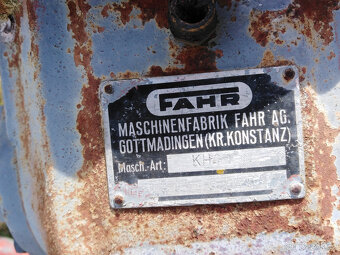 FAHR
MASCHINENFABRIK FAHR AG.
GOTTMADINGEN (KR.KONSTANZ)
Masch.-Art: